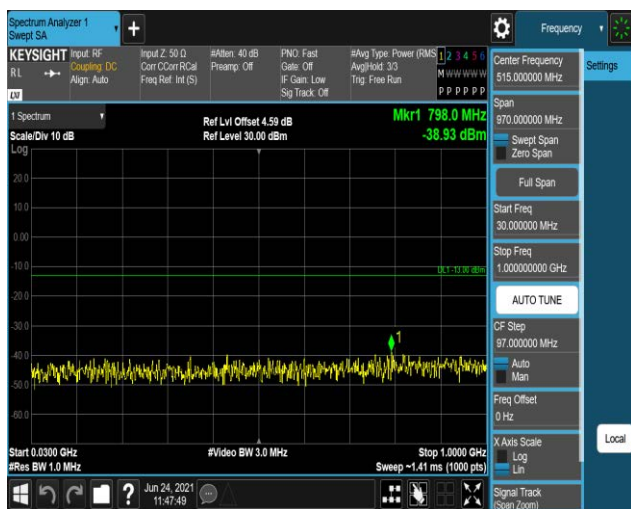 Spectrum Analyzer 1
Swept SA
Frequency
KEYSIGHT
RL
LXI
Input: RF
Coupling: DC
Align: Auto
Input Z: 50 Ω
Corr CCorr RCal
Freq Ref: Int (S)
#Atten: 40 dB
Preamp: Off
PNO: Fast
Gate: Off
IF Gain: Low
Sig Track: Off
#Avg Type: Power (RMS
Avg|Hold: 3/3
Trig: Free Run
1 2 3 4 5 6
M W W W W W
P P P P P P
1 Spectrum
Scale/Div 10 dB
Log
Ref Lvl Offset 4.59 dB
Ref Level 30.00 dBm
Mkr1 798.0 MHz
-38.93 dBm
20.0
10.0
0.00
-10.0
DL1 -13.00 dBm
-20.0
-30.0
1
-40.0
-50.0
-60.0
Start 0.0300 GHz
#Res BW 1.0 MHz
#Video BW 3.0 MHz
Stop 1.0000 GHz
Sweep ~1.41 ms (1000 pts)
Center Frequency
515.000000 MHz
Settings
Span
970.000000 MHz
Swept Span
Zero Span
Full Span
Start Freq
30.000000 MHz
Stop Freq
1.000000000 GHz
AUTO TUNE
CF Step
97.000000 MHz
Auto
Man
Freq Offset
0 Hz
X Axis Scale
Log
Lin
Local
Signal Track
(Span Zoom)
?
Jun 24, 2021
11:47:49